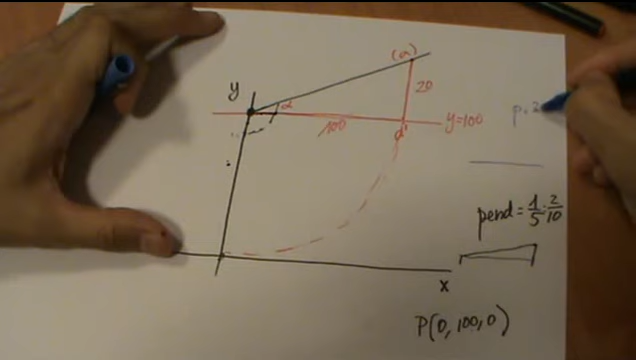 (a)
y
α
20
100
y=100
a'
pend = 1/5 · 2/10
x
P(0, 100, 0)